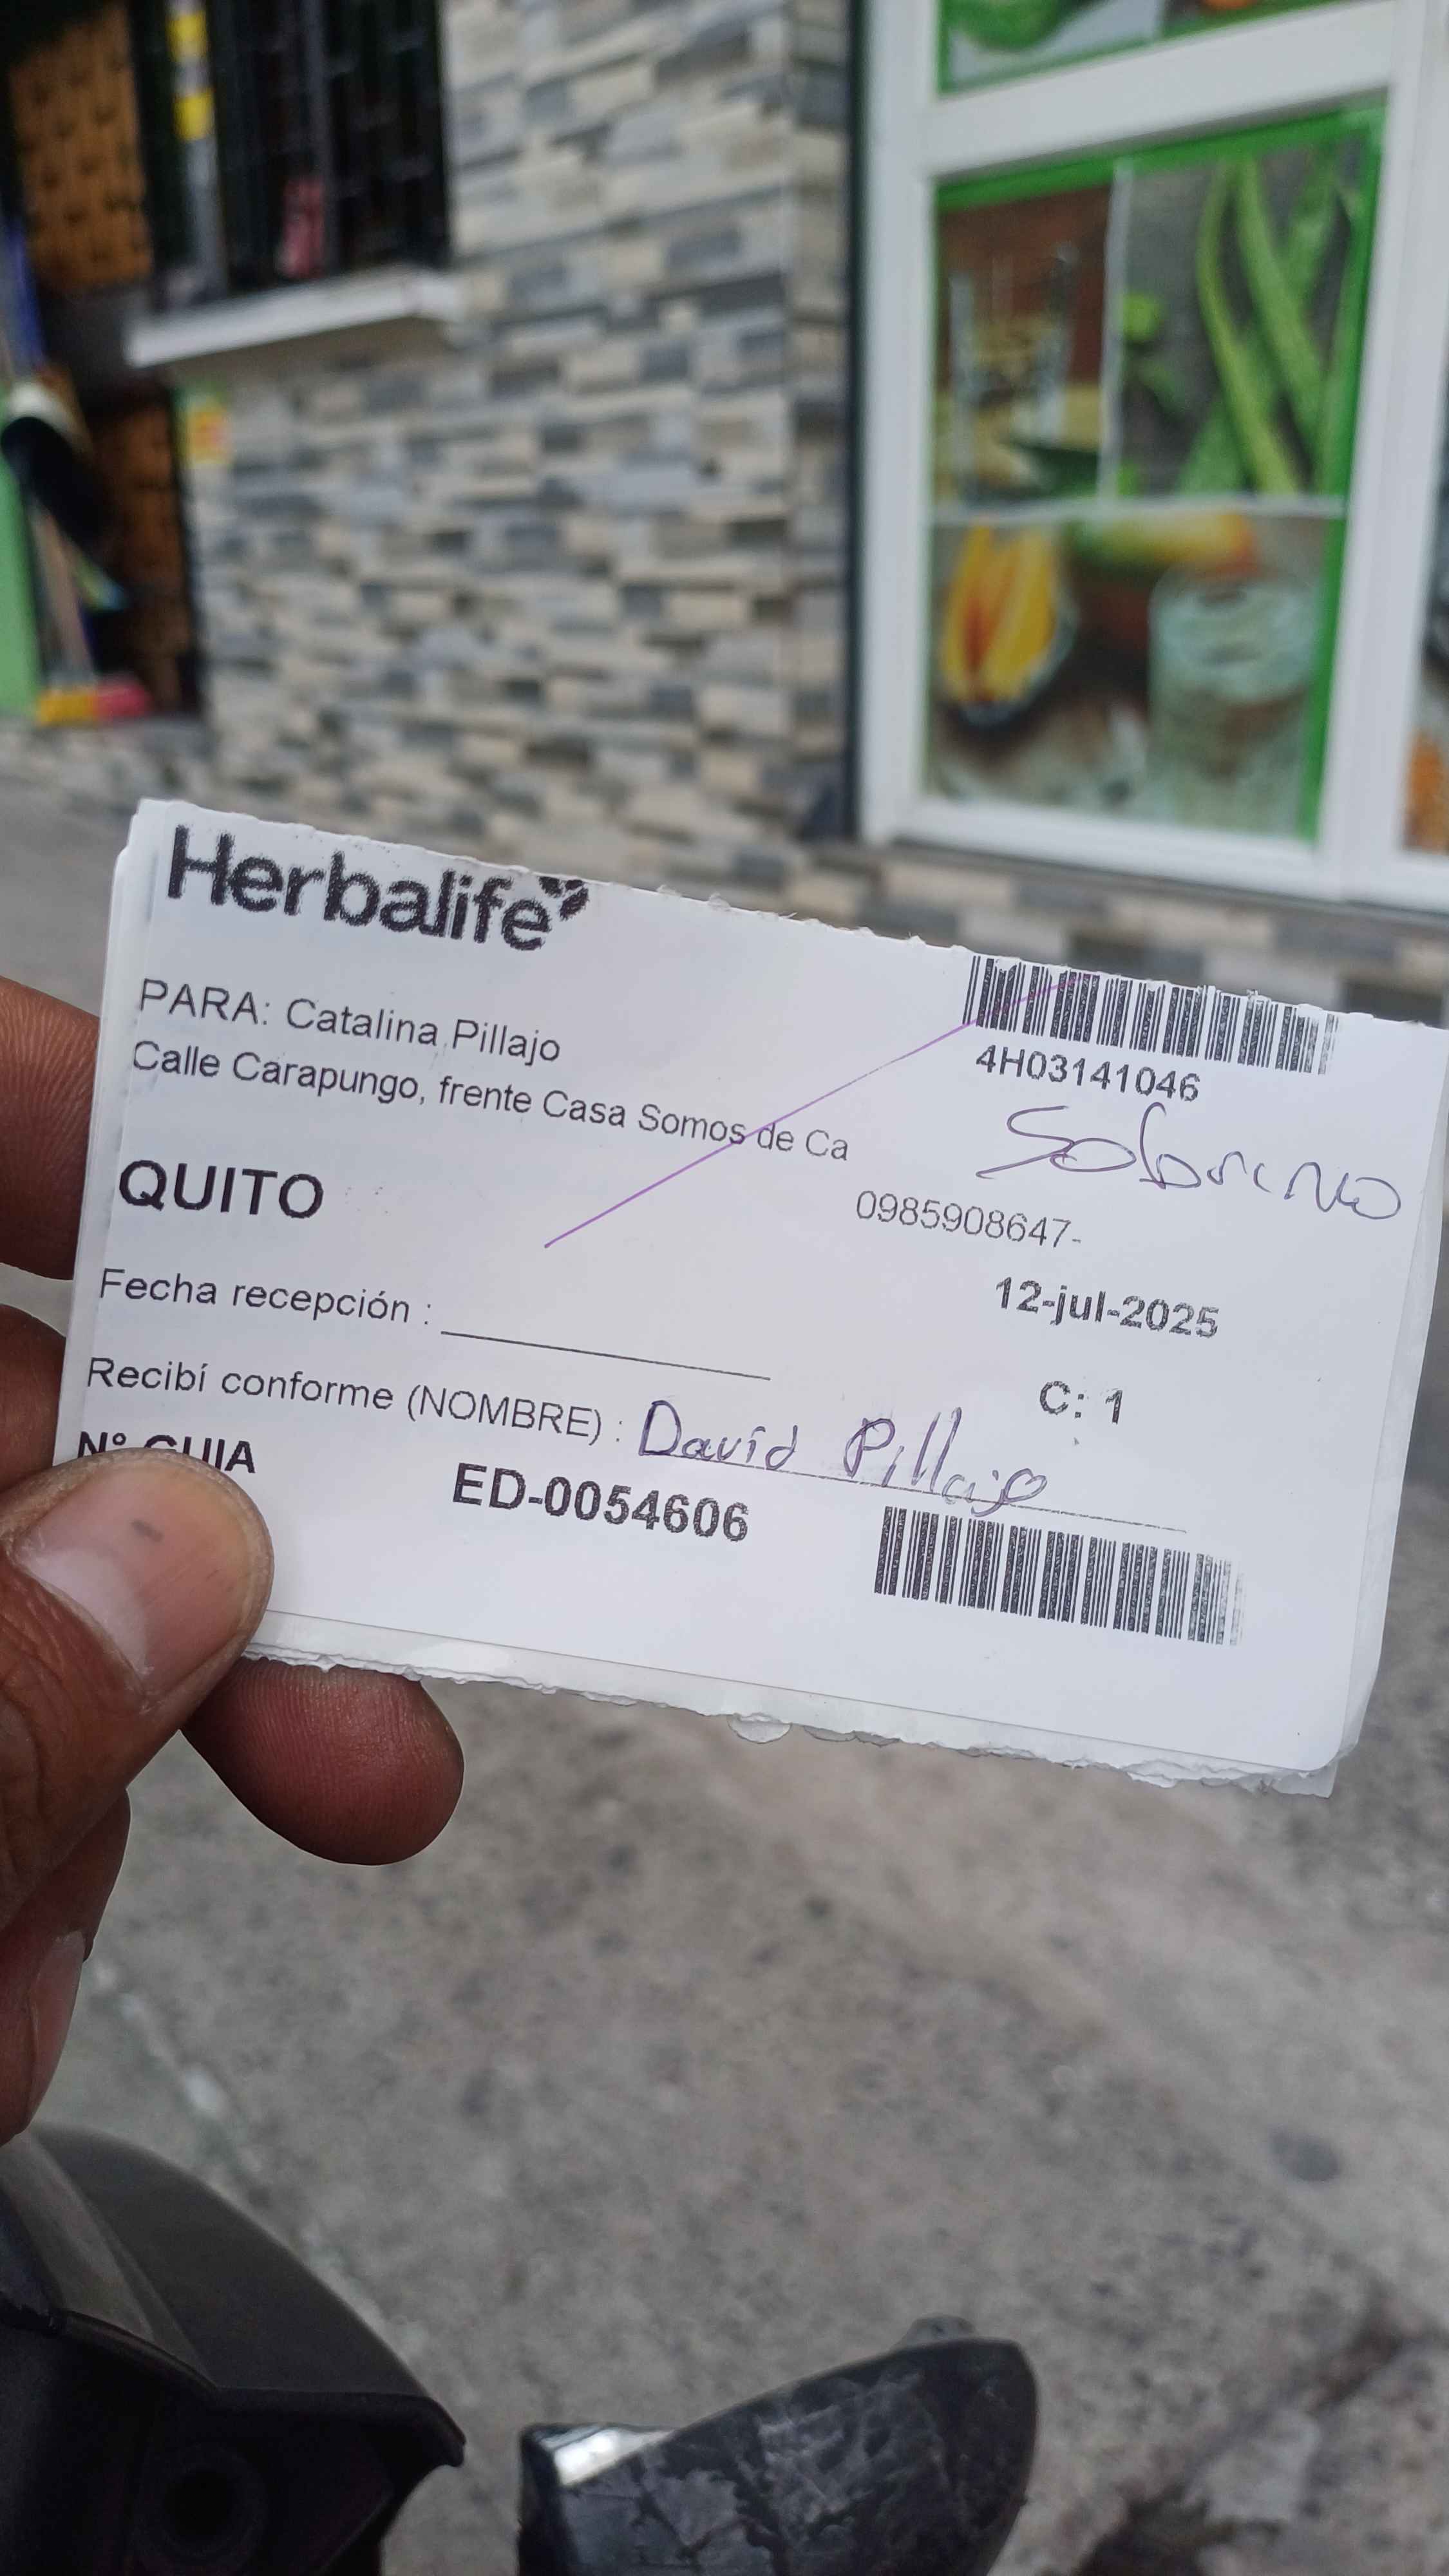 Herbalife
PARA: Catalina Pillajo
Calle Carapungo, frente Casa Somos de Ca
4H03141046
Sobrino
QUITO
0985908647-
Fecha recepción :
12-jul-2025
C: 1
Recibí conforme (NOMBRE) : David Pillajo
N° GUIA
ED-0054606